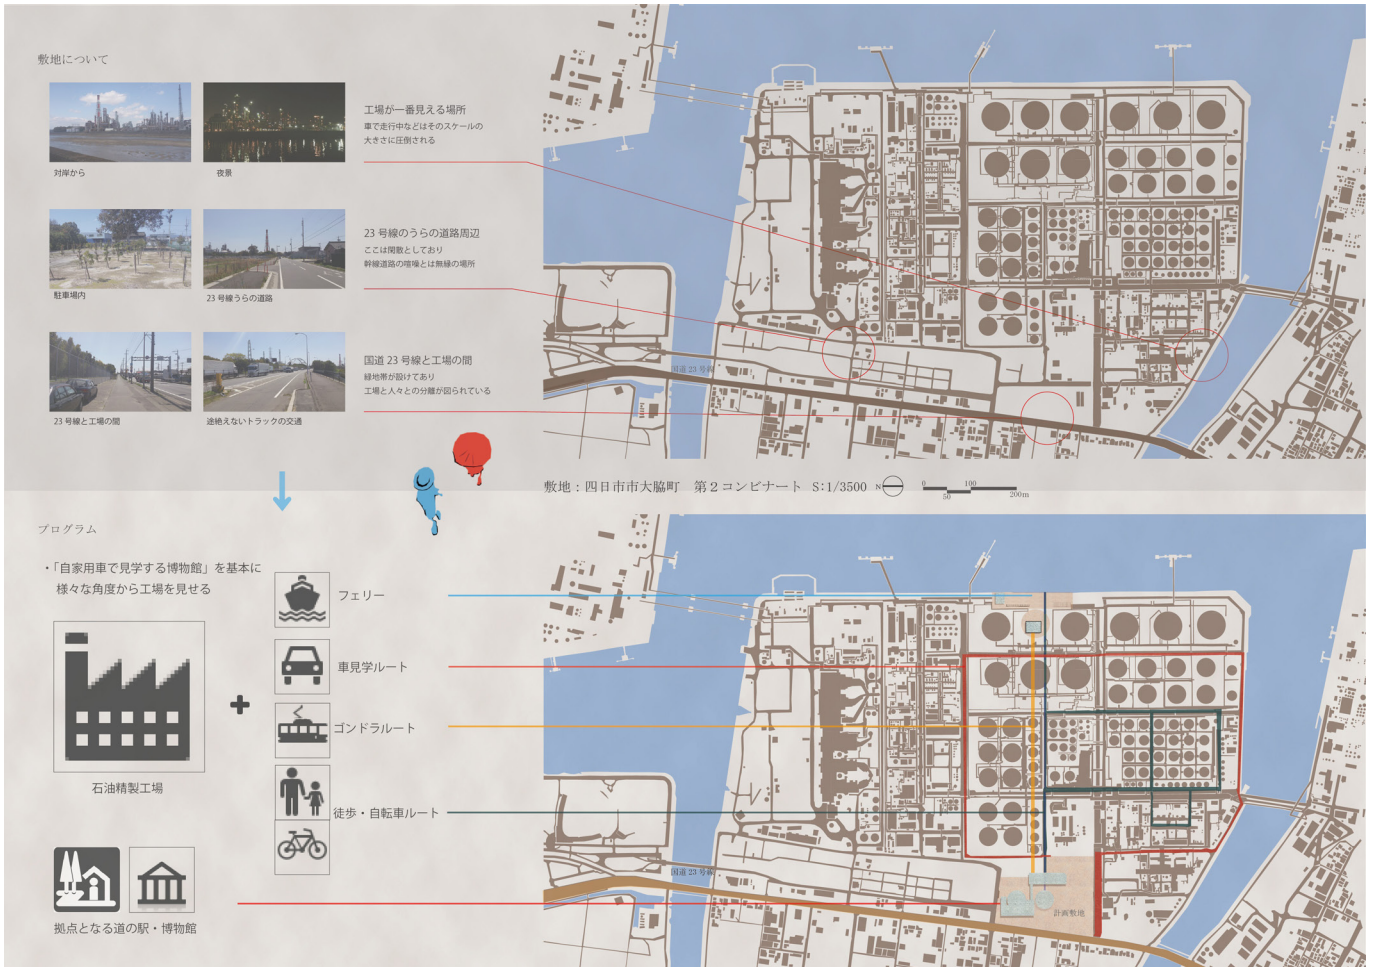 敷地について
対岸から
夜景
工場が一番見える場所
車で走行中などはそのスケールの
大きさに圧倒される
駐車場内
23 号線うらの道路
23 号線のうらの道路周辺
ここは閑散としており
幹線道路の喧噪とは無縁の場所
23 号線と工場の間
途絶えないトラックの交通
国道 23 号線と工場の間
緑地帯が設けてあり
工場と人々との分離が図られている
国道 23 号線
敷地：四日市市大脇町　第２コンビナート　S:1/3500
N
0
50
100
200m
プログラム
・「自家用車で見学する博物館」を基本に
様々な角度から工場を見せる
石油精製工場
フェリー
車見学ルート
ゴンドラルート
徒歩・自転車ルート
拠点となる道の駅・博物館
国道 23 号線
計画敷地